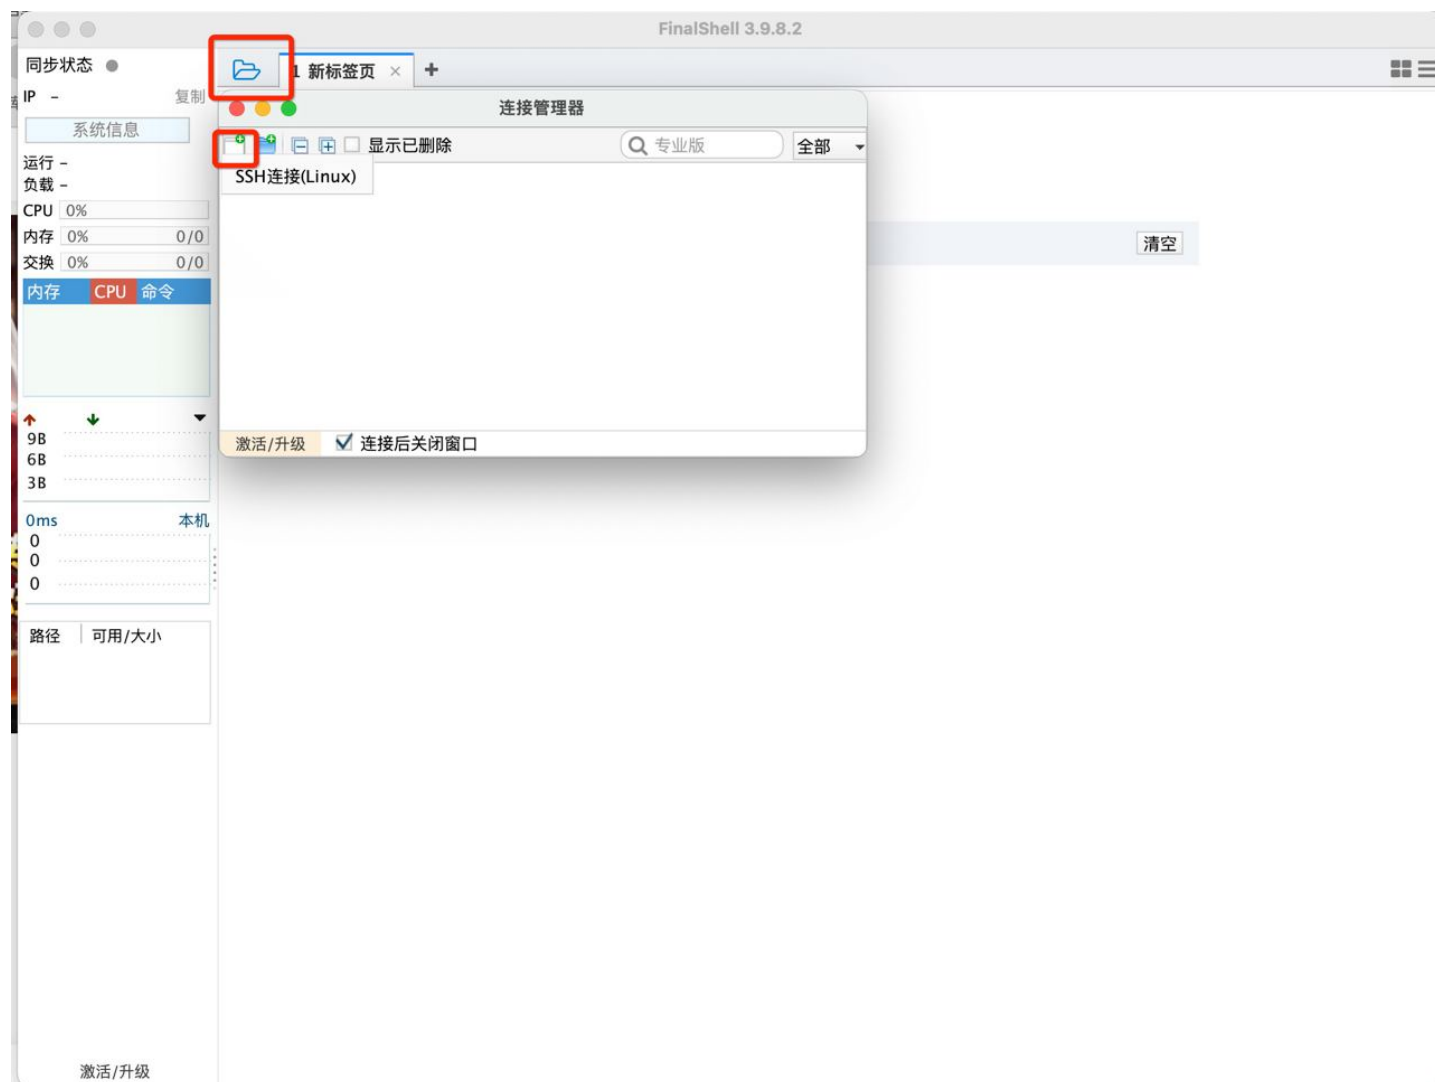 FinalShell 3.9.8.2
同步状态
1 新标签页
IP - 复制
连接管理器
系统信息
显示已删除 专业版 全部
运行 -
SSH连接(Linux)
负载 -
CPU 0%
内存 0% 0/0
清空
交换 0% 0/0
内存 CPU 命令
9B
激活/升级 连接后关闭窗口
6B
3B
0ms 本机
0
0
0
路径 可用/大小
激活/升级